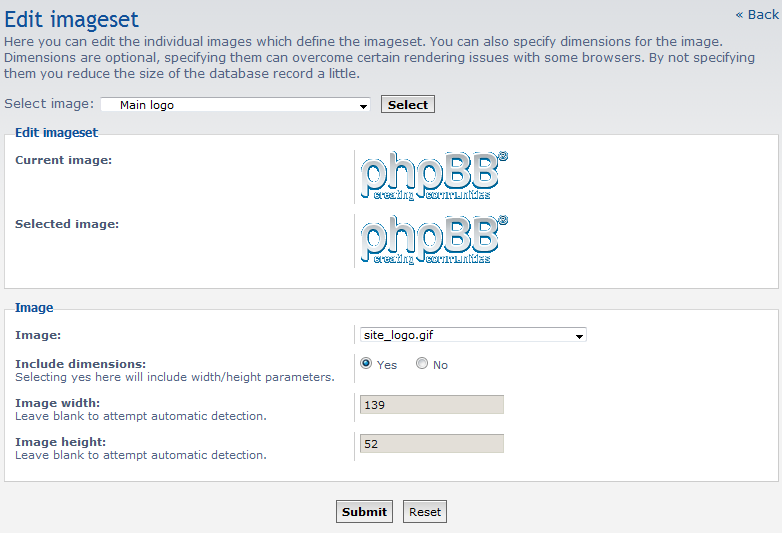 Edit imageset
« Back
Here you can edit the individual images which define the imageset. You can also specify dimensions for the image.
Dimensions are optional, specifying them can overcome certain rendering issues with some browsers. By not specifying
them you reduce the size of the database record a little.
Select image: Main logo Select
Edit imageset
Current image:
phpBB®
creating communities
Selected image:
phpBB®
creating communities
Image
Image: site_logo.gif
Include dimensions: Yes No
Selecting yes here will include width/height parameters.
Image width: 139
Leave blank to attempt automatic detection.
Image height: 52
Leave blank to attempt automatic detection.
Submit Reset